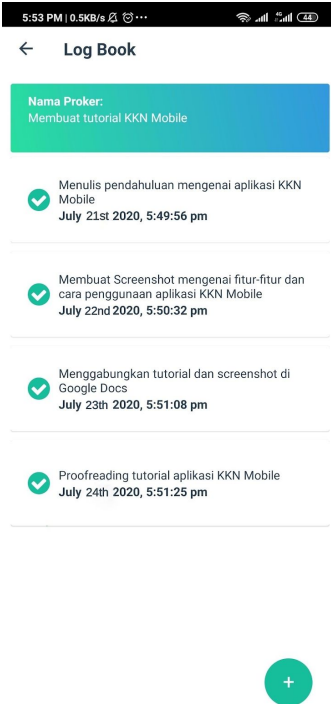 5:53 PM | 0.5KB/s
4G
44
Log Book
Nama Proker:
Membuat tutorial KKN Mobile
Menulis pendahuluan mengenai aplikasi KKN
Mobile
July 21st 2020, 5:49:56 pm
Membuat Screenshot mengenai fitur-fitur dan
cara penggunaan aplikasi KKN Mobile
July 22nd 2020, 5:50:32 pm
Menggabungkan tutorial dan screenshot di
Google Docs
July 23th 2020, 5:51:08 pm
Proofreading tutorial aplikasi KKN Mobile
July 24th 2020, 5:51:25 pm
+